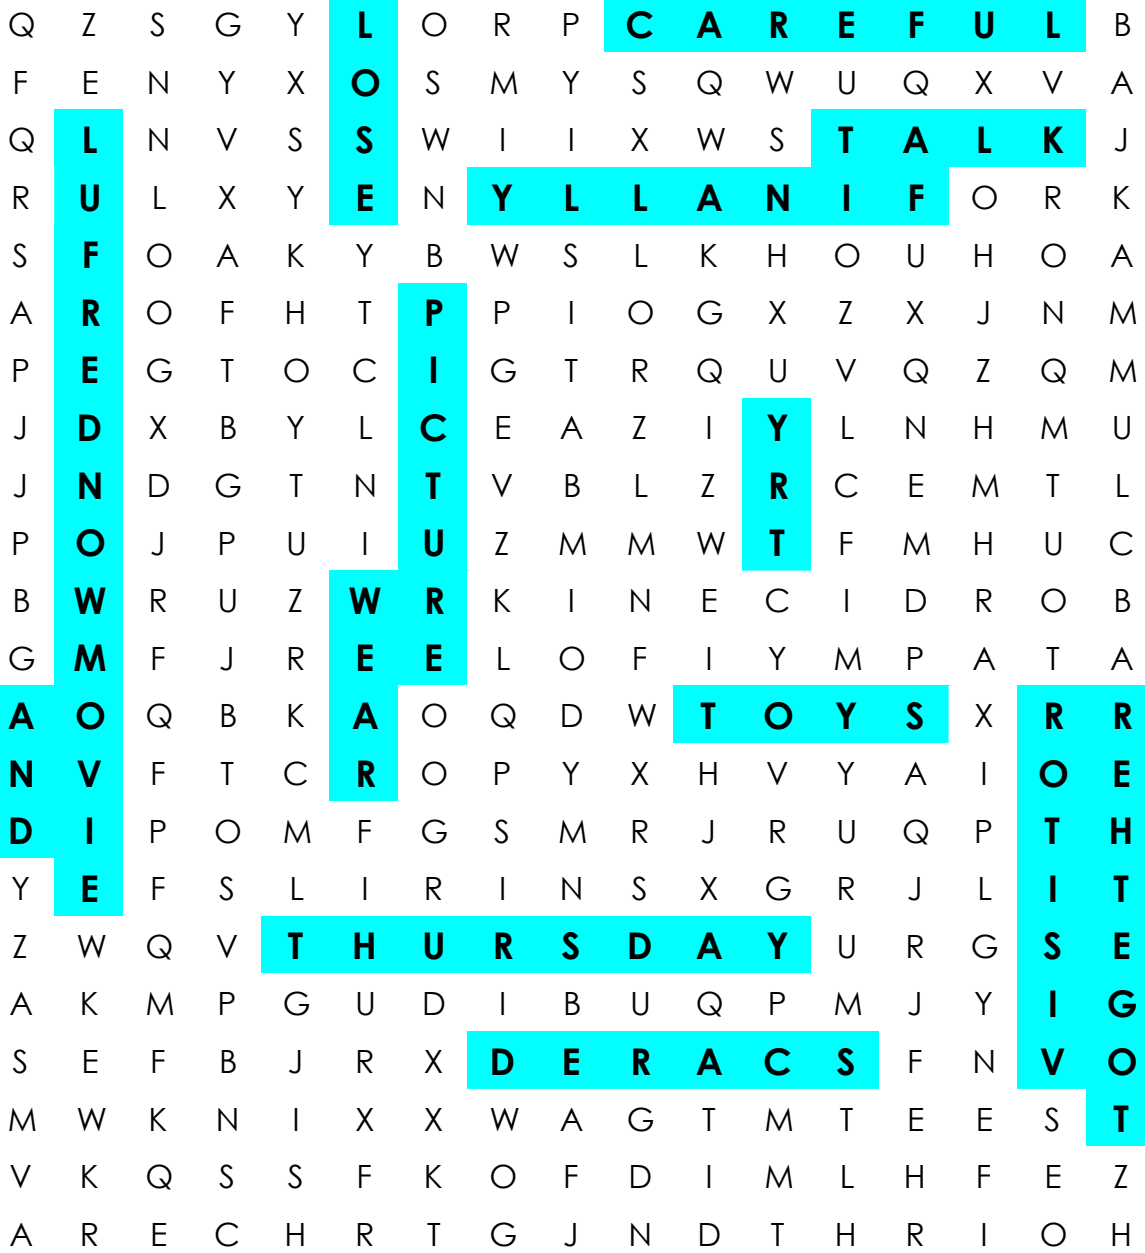 Q Z S G Y L O R P C A R E F U L B
F E N Y X O S M Y S Q W U Q X V A
Q L N V S S W I I X W S T A L K J
R U L X Y E N Y L L A N I F O R K
S F O A K Y B W S L K H O U H O A
A R O F H T P P I O G X Z X J N M
P E G T O C I G T R Q U V Q Z Q M
J D X B Y L C E A Z I Y L N H M U
J N D G T N T V B L Z R C E M T L
P O J P U I U Z M M W T F M H U C
B W R U Z W R K I N E C I D R O B
G M F J R E E L O F I Y M P A T A
A O Q B K A O Q D W T O Y S X R R
N V F T C R O P Y X H V Y A I O E
D I P O M F G S M R J R U Q P T H
Y E F S L I R I N S X G R J L I T
Z W Q V T H U R S D A Y U R G S E
A K M P G U D I B U Q P M J Y I G
S E F B J R X D E R A C S F N V O
M W K N I X X W A G T M T E E S T
V K Q S S F K O F D I M L H F E Z
A R E C H R T G J N D T H R I O H